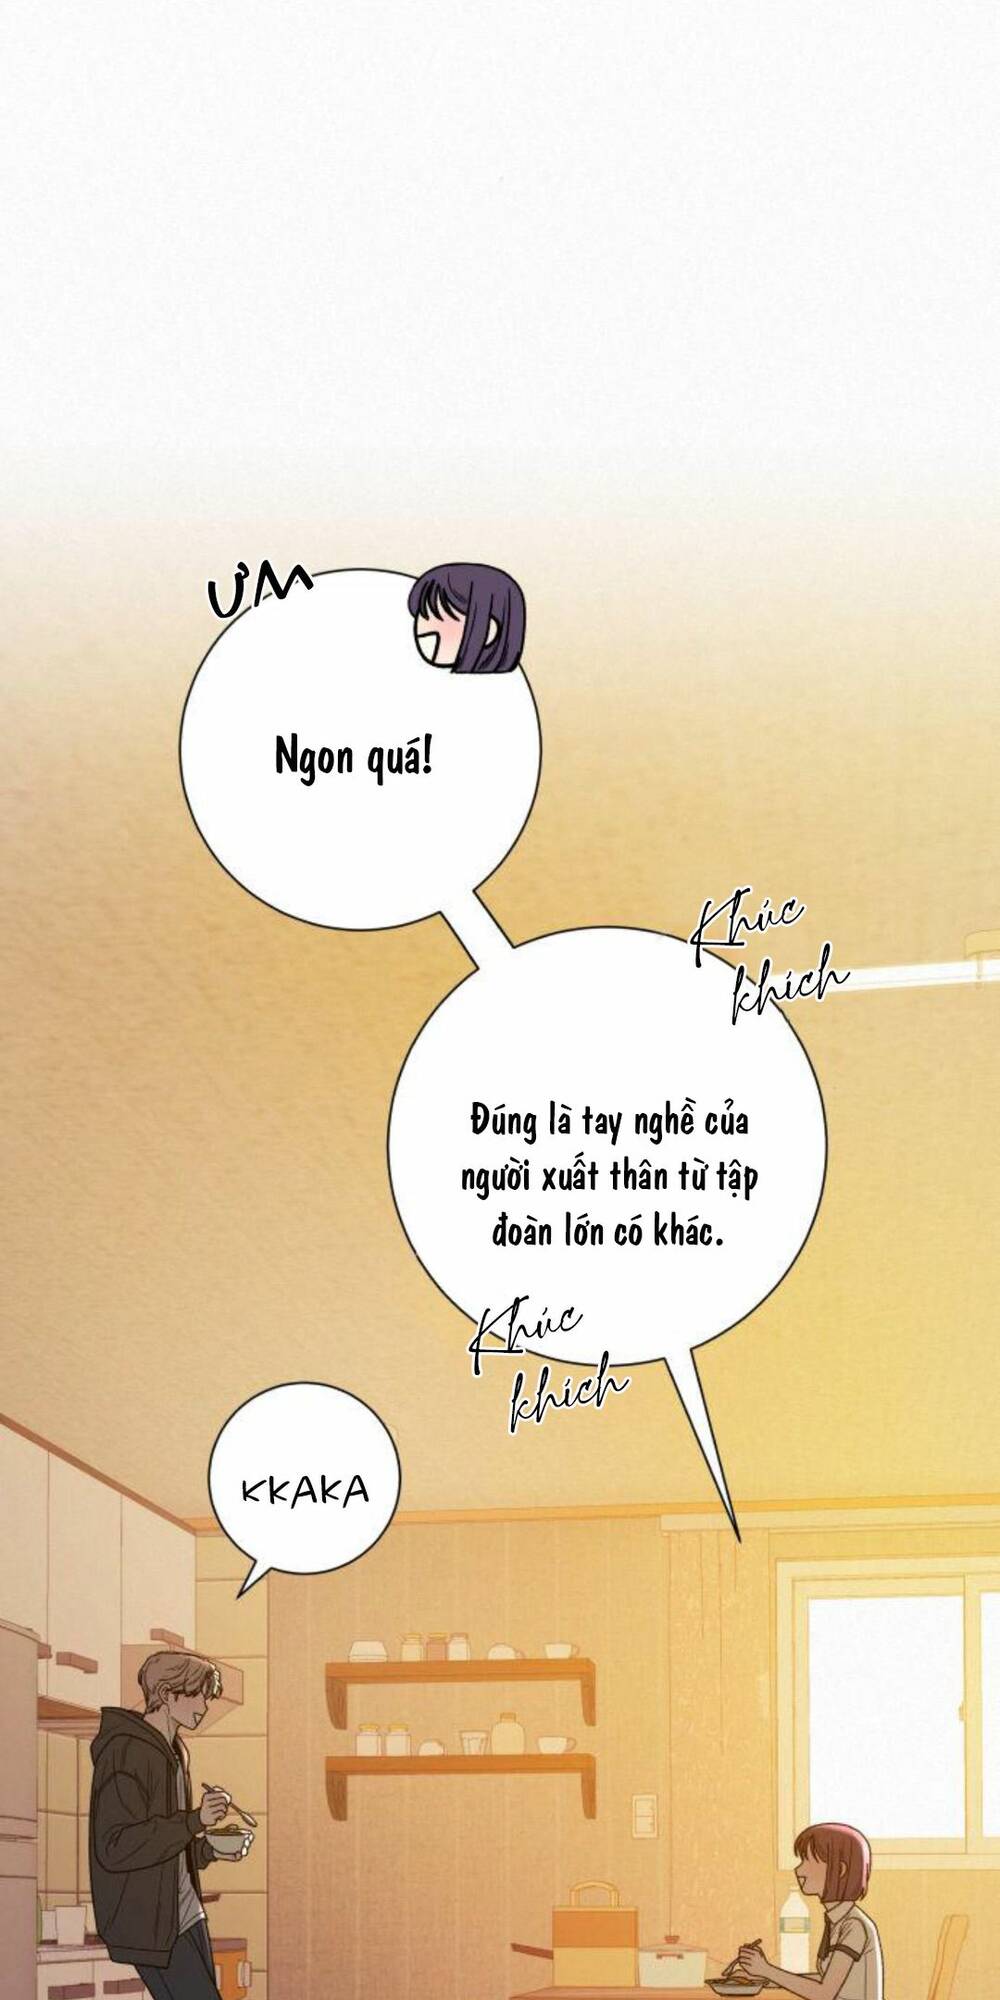 ƯM
Ngon quá!
Khúc
khích
Đúng là tay nghề của
người xuất thân từ tập
đoàn lớn có khác.
Khúc
khích
KKAKA